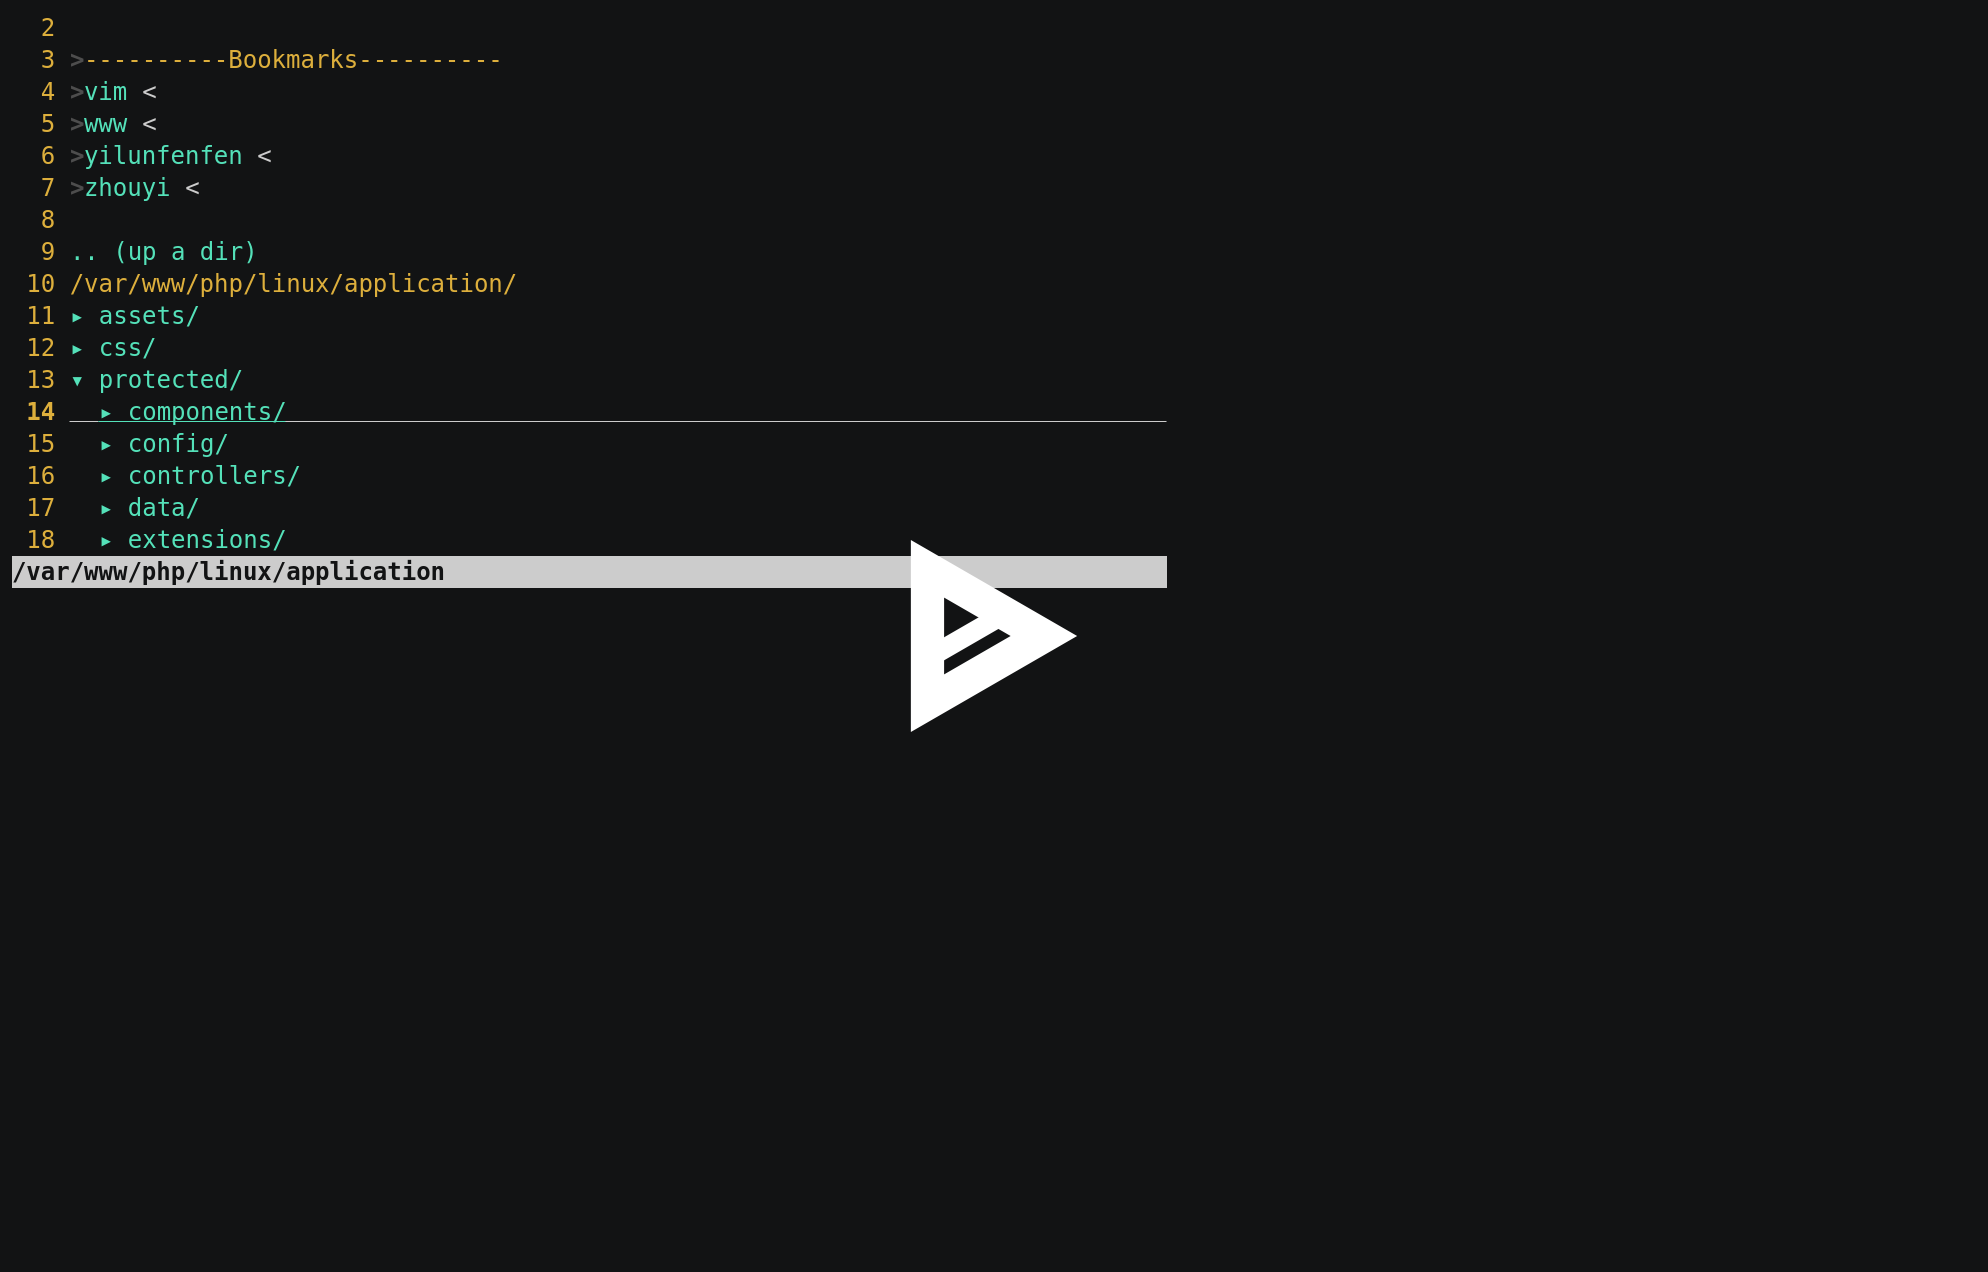 2
3 >----------Bookmarks----------
4 >vim <
5 >www <
6 >yilunfenfen <
7 >zhouyi <
8
9 .. (up a dir)
10 /var/www/php/linux/application/
11 ▸ assets/
12 ▸ css/
13 ▾ protected/
14   ▸ components/
15   ▸ config/
16   ▸ controllers/
17   ▸ data/
18   ▸ extensions/
/var/www/php/linux/application